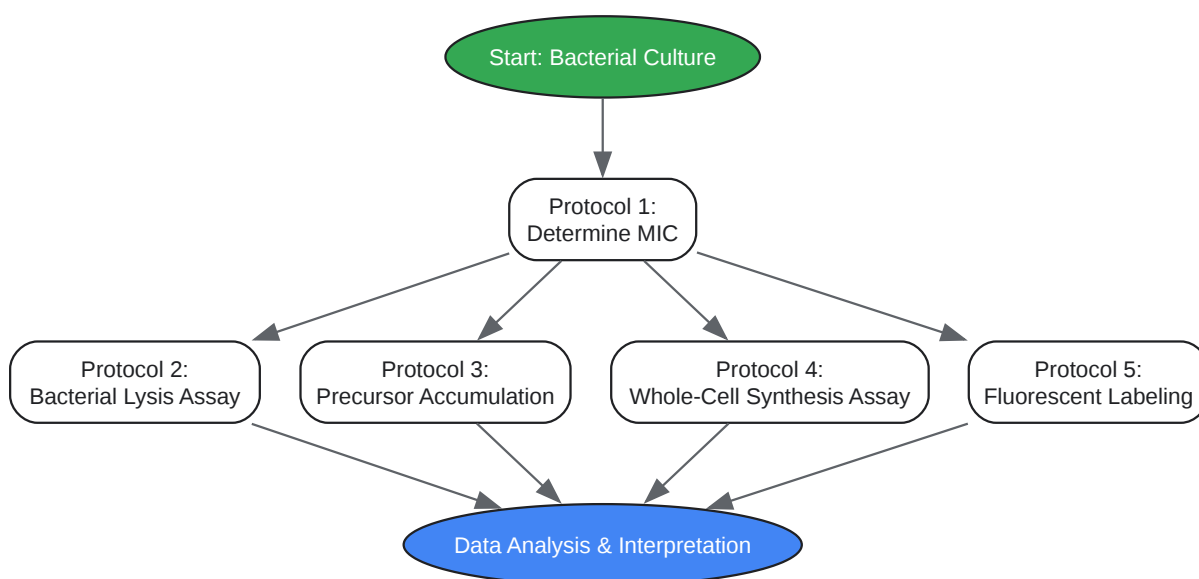 Start: Bacterial Culture
Protocol 1:
Determine MIC
Protocol 2:
Bacterial Lysis Assay
Protocol 3:
Precursor Accumulation
Protocol 4:
Whole-Cell Synthesis Assay
Protocol 5:
Fluorescent Labeling
Data Analysis & Interpretation